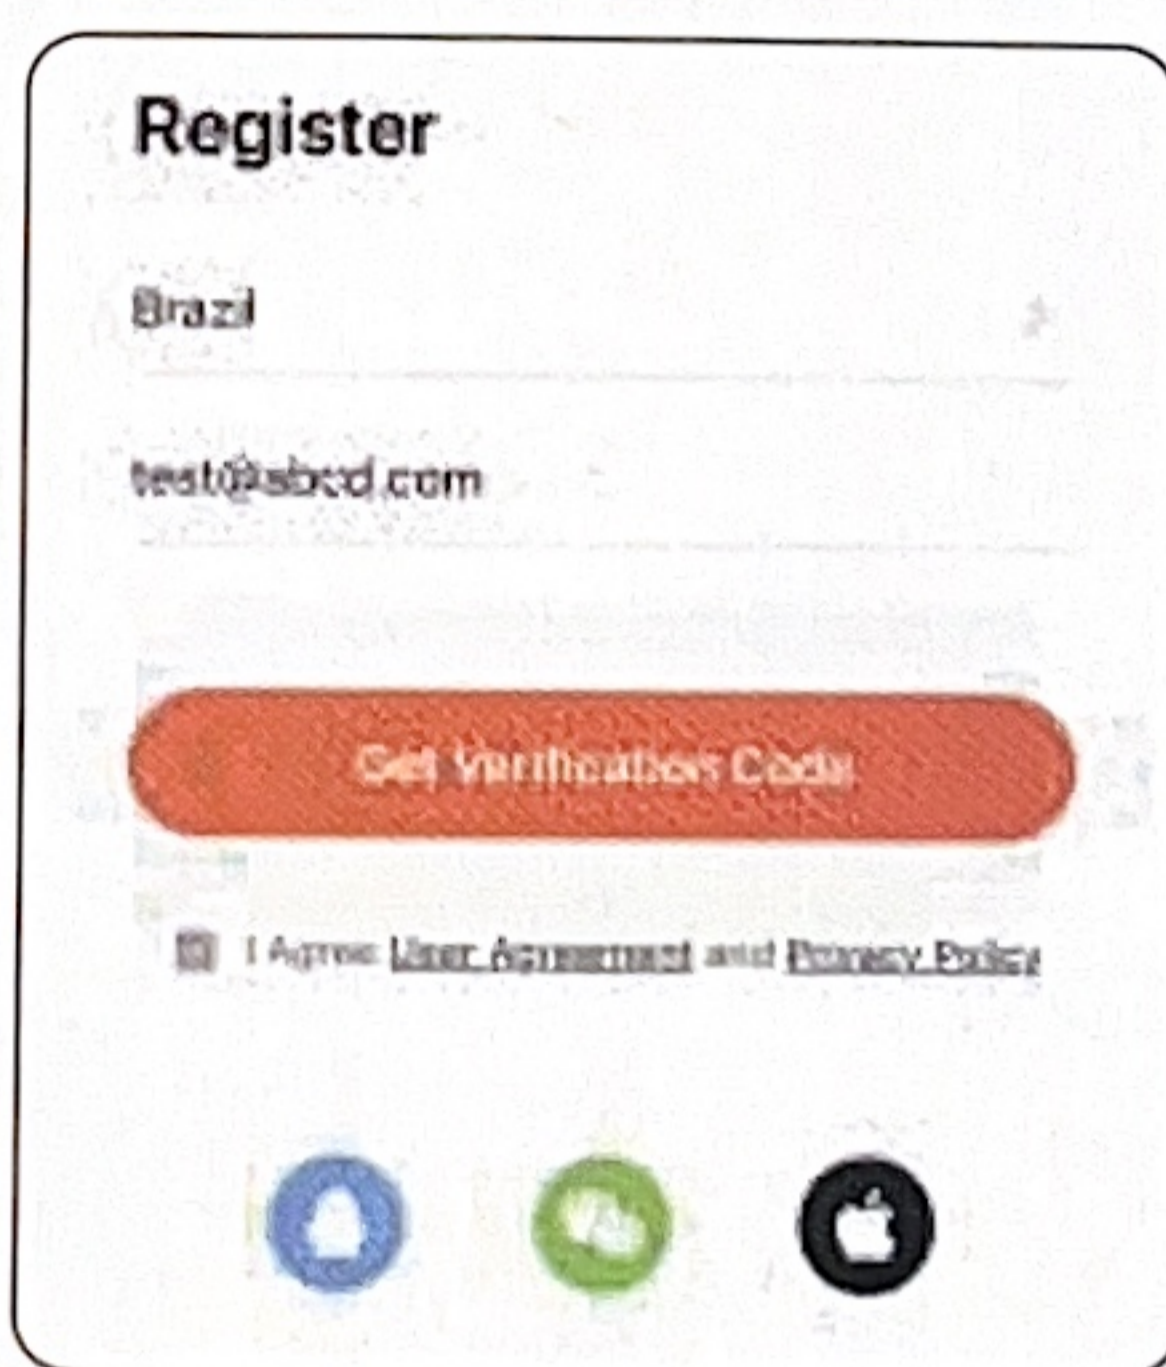 Register
Brazil
test@abcd.com
Get Verification Code
I Agree User Agreement and Privacy Policy